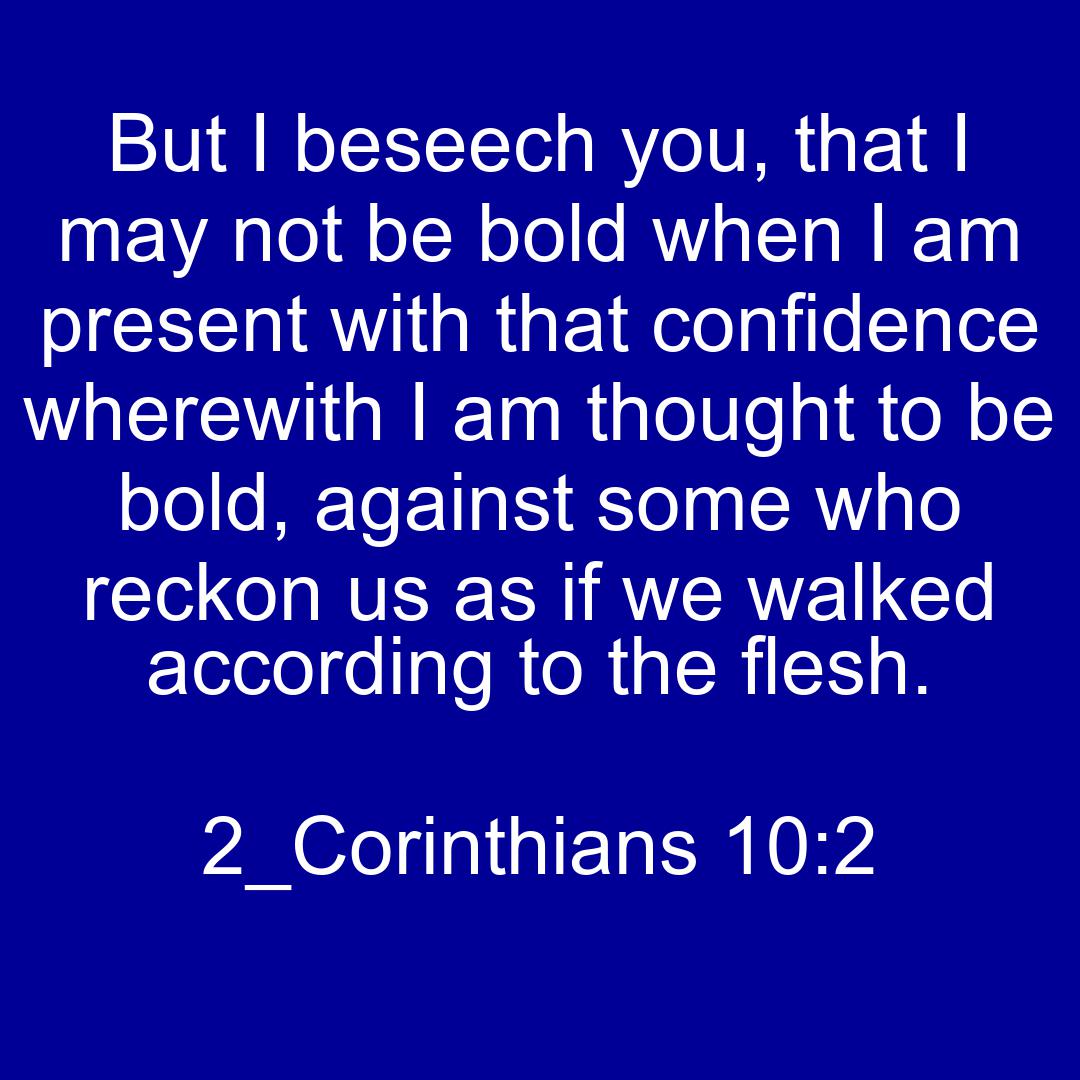 But I beseech you, that I
may not be bold when I am
present with that confidence
wherewith I am thought to be
bold, against some who
reckon us as if we walked
according to the flesh.
2_Corinthians 10:2